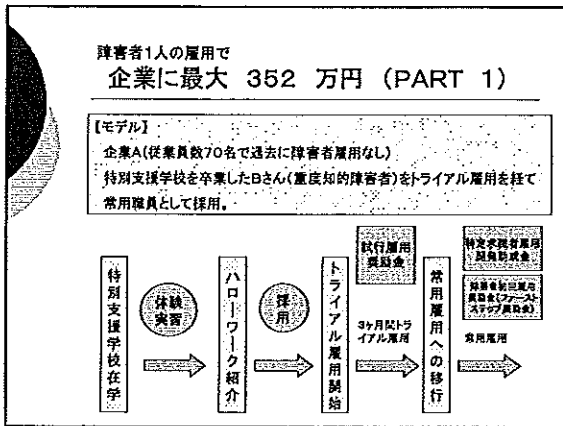 障害者1人の雇用で
企業に最大 352 万円 (PART 1)
【モデル】
企業A(従業員数70名で過去に障害者雇用なし)
特別支援学校を卒業したBさん(重度知的障害者)をトライアル雇用を経て
常用職員として採用。
特別支援学校在学
体験
実習
ハローワーク紹介
採
用
トライアル雇用開始
試行雇用
奨励金
3ヶ月間トラ
イアル雇用
常用雇用への移行
特定求職者雇用
開発助成金
障害者初回雇用
奨励金(ファースト
ステップ奨励金)
常用雇用